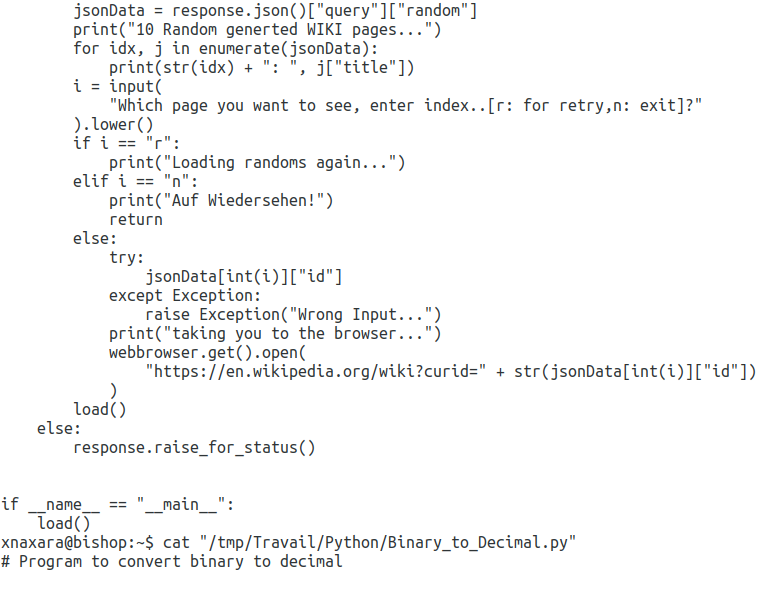 jsonData = response.json()["query"]["random"]
        print("10 Random generted WIKI pages...")
        for idx, j in enumerate(jsonData):
            print(str(idx) + ": ", j["title"])
        i = input(
            "Which page you want to see, enter index..[r: for retry,n: exit]?"
        ).lower()
        if i == "r":
            print("Loading randoms again...")
        elif i == "n":
            print("Auf Wiedersehen!")
            return
        else:
            try:
                jsonData[int(i)]["id"]
            except Exception:
                raise Exception("Wrong Input...")
            print("taking you to the browser...")
            webbrowser.get().open(
                "https://en.wikipedia.org/wiki?curid=" + str(jsonData[int(i)]["id"])
            )
        load()
    else:
        response.raise_for_status()


if __name__ == "__main__":
    load()
xnaxara@bishop:~$ cat "/tmp/Travail/Python/Binary_to_Decimal.py"
# Program to convert binary to decimal